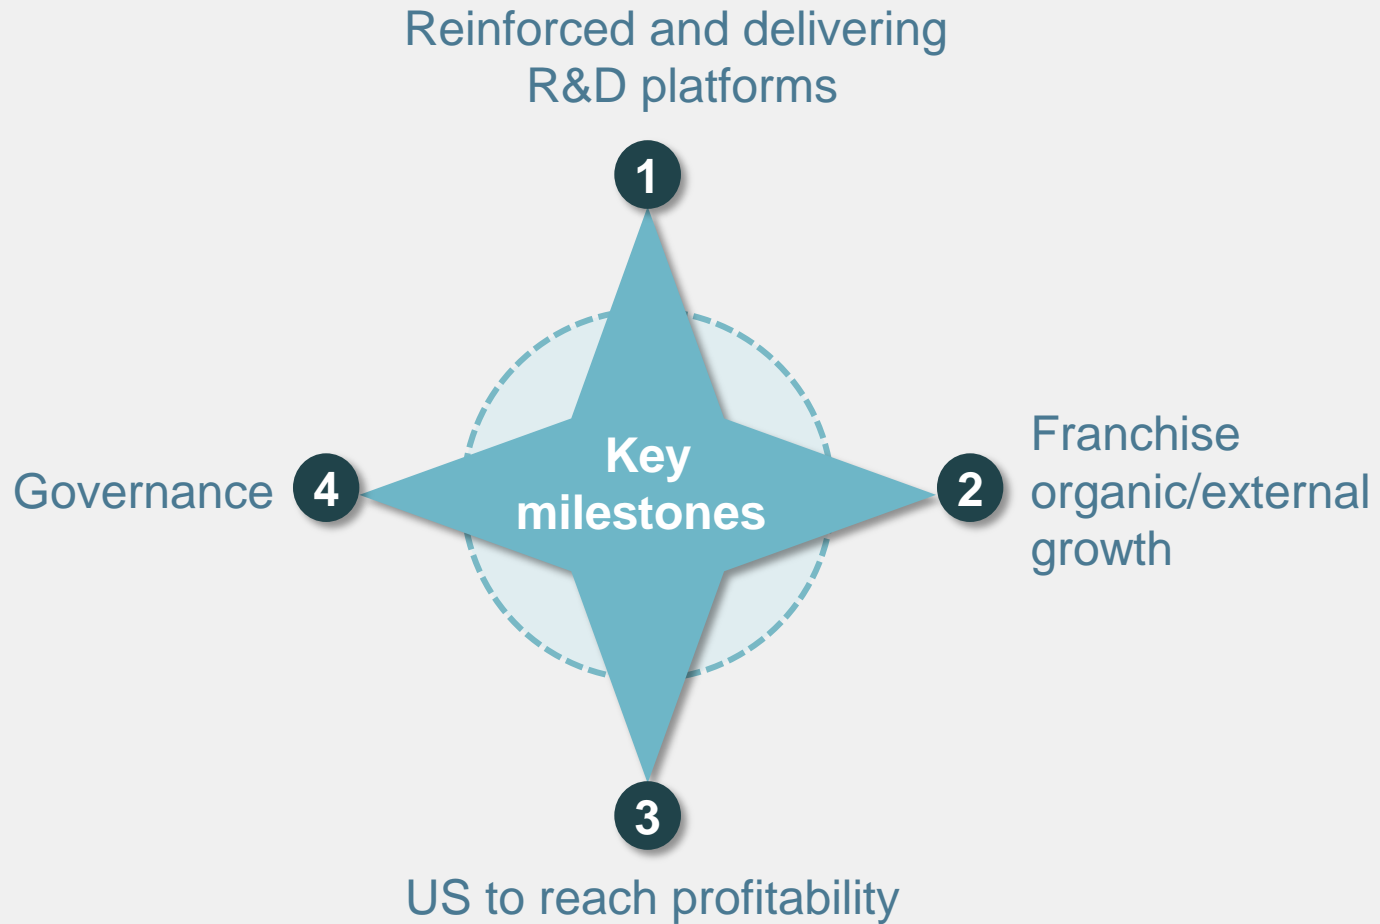 Reinforced and delivering
R&D platforms
1
Key
milestones
Franchise
organic/external
growth
2
Governance
4
3
US to reach profitability